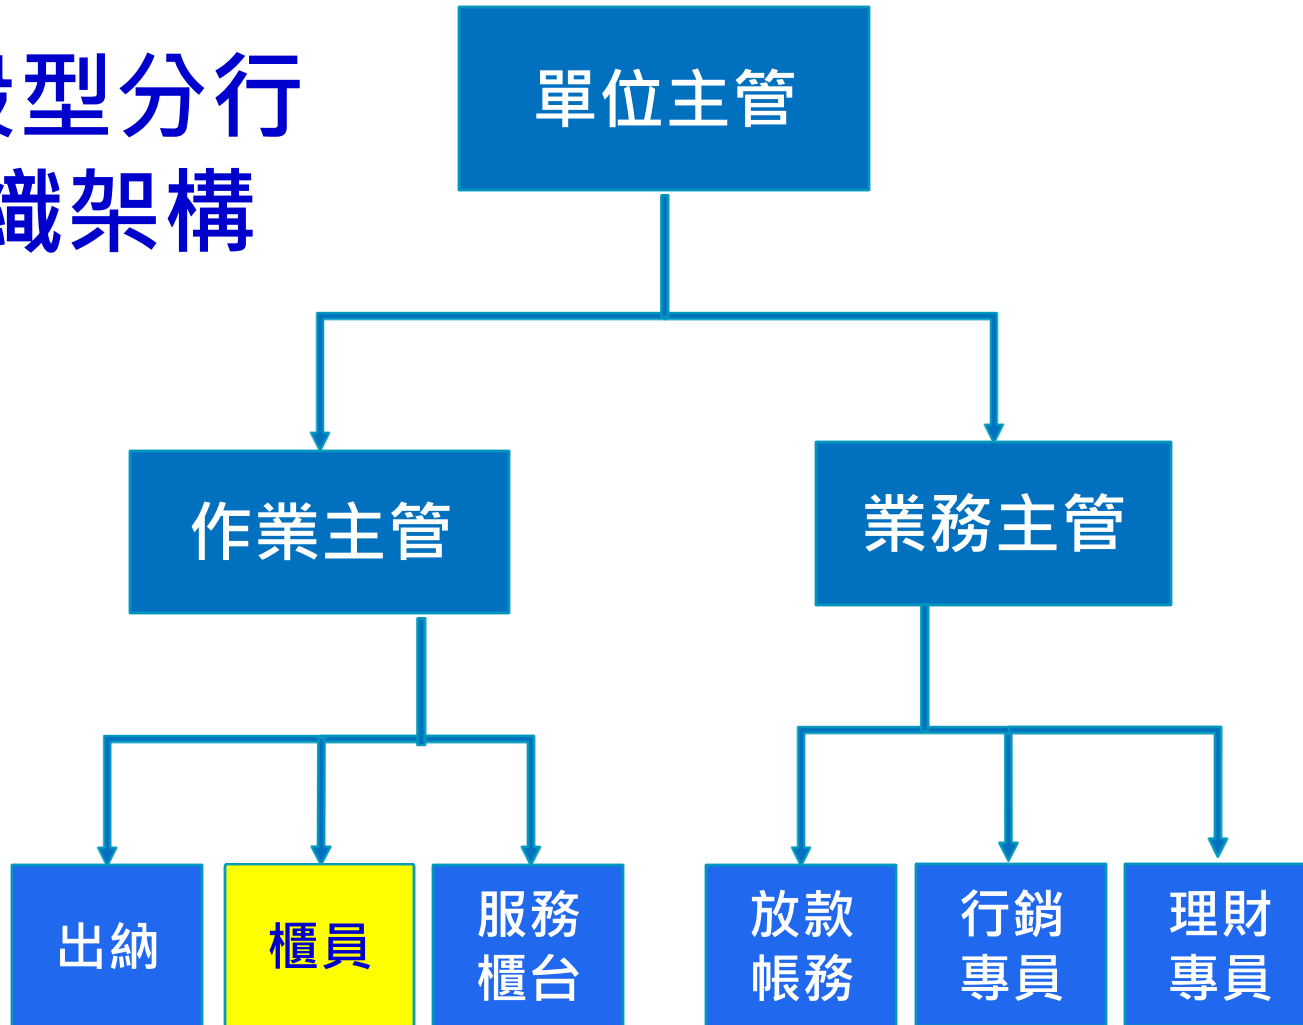 型分行
織架構
單位主管
作業主管
業務主管
出納
櫃員
服務
櫃台
放款
帳務
行銷
專員
理財
專員